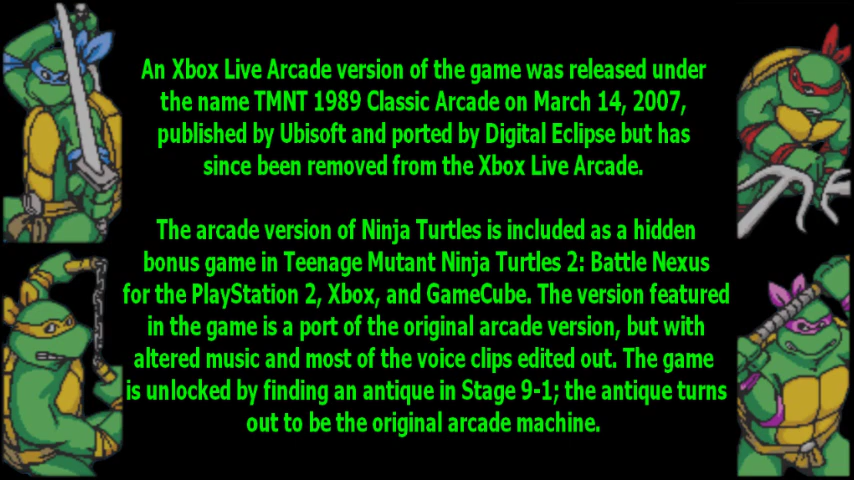 An Xbox Live Arcade version of the game was released under
the name TMNT 1989 Classic Arcade on March 14, 2007,
published by Ubisoft and ported by Digital Eclipse but has
since been removed from the Xbox Live Arcade.
The arcade version of Ninja Turtles is included as a hidden
bonus game in Teenage Mutant Ninja Turtles 2: Battle Nexus
for the PlayStation 2, Xbox, and GameCube. The version featured
in the game is a port of the original arcade version, but with
altered music and most of the voice clips edited out. The game
is unlocked by finding an antique in Stage 9-1; the antique turns
out to be the original arcade machine.